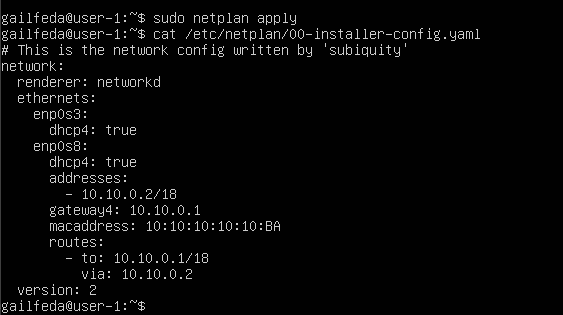 gailfeda@user-1:~$ sudo netplan apply
gailfeda@user-1:~$ cat /etc/netplan/00-installer-config.yaml
# This is the network config written by 'subiquity'
network:
  renderer: networkd
  ethernets:
    enp0s3:
      dhcp4: true
    enp0s8:
      dhcp4: true
      addresses:
        - 10.10.0.2/18
      gateway4: 10.10.0.1
      macaddress: 10:10:10:10:10:BA
      routes:
        - to: 10.10.0.1/18
          via: 10.10.0.2
  version: 2
gailfeda@user-1:~$